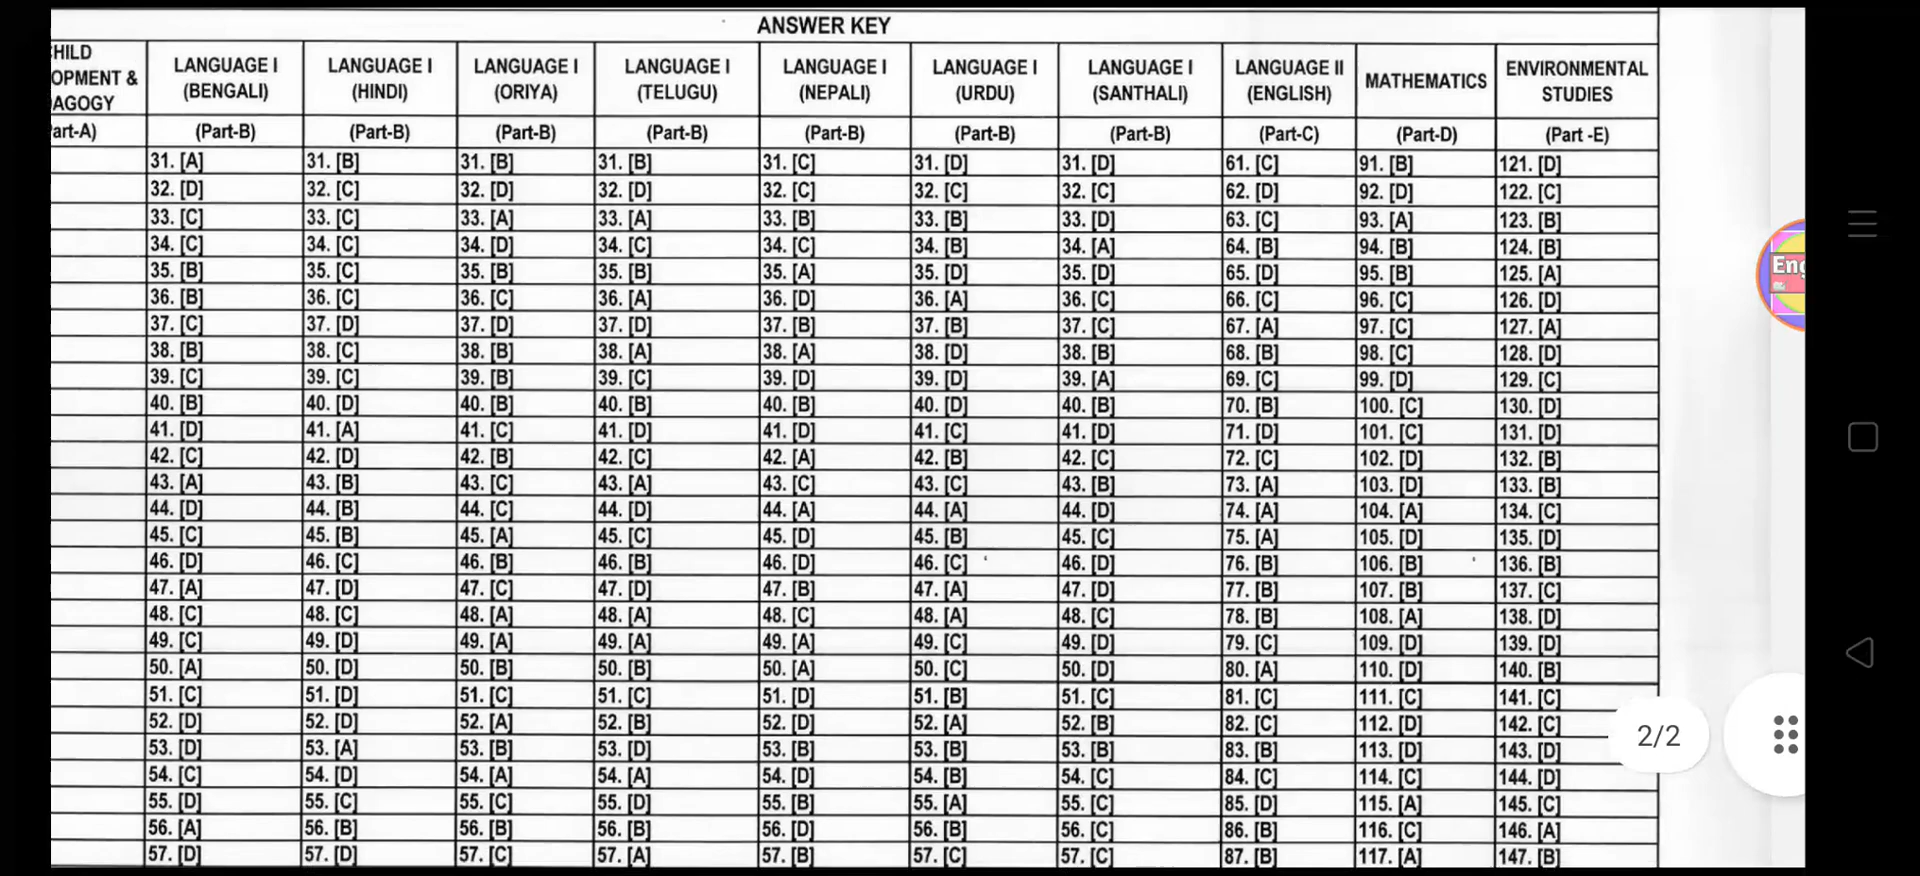 ANSWER KEY
CHILD DEVELOPMENT & PEDAGOGY LANGUAGE I (BENGALI) LANGUAGE I (HINDI) LANGUAGE I (ORIYA) LANGUAGE I (TELUGU) LANGUAGE I (NEPALI) LANGUAGE I (URDU) LANGUAGE I (SANTHALI) LANGUAGE II (ENGLISH) MATHEMATICS ENVIRONMENTAL STUDIES
art-A) (Part-B) (Part-B) (Part-B) (Part-B) (Part-B) (Part-B) (Part-B) (Part-C) (Part-D) (Part -E)
31. [A] 31. [B] 31. [B] 31. [B] 31. [C] 31. [D] 31. [D] 61. [C] 91. [B] 121. [D]
32. [D] 32. [C] 32. [D] 32. [D] 32. [C] 32. [C] 32. [C] 62. [D] 92. [D] 122. [C]
33. [C] 33. [C] 33. [A] 33. [A] 33. [B] 33. [B] 33. [D] 63. [C] 93. [A] 123. [B]
34. [C] 34. [C] 34. [D] 34. [C] 34. [C] 34. [B] 34. [A] 64. [B] 94. [B] 124. [B]
35. [B] 35. [C] 35. [B] 35. [B] 35. [A] 35. [D] 35. [D] 65. [D] 95. [B] 125. [A]
36. [B] 36. [C] 36. [C] 36. [A] 36. [D] 36. [A] 36. [C] 66. [C] 96. [C] 126. [D]
37. [C] 37. [D] 37. [D] 37. [D] 37. [B] 37. [B] 37. [C] 67. [A] 97. [C] 127. [A]
38. [B] 38. [C] 38. [B] 38. [A] 38. [A] 38. [D] 38. [B] 68. [B] 98. [C] 128. [D]
39. [C] 39. [C] 39. [B] 39. [C] 39. [D] 39. [D] 39. [A] 69. [C] 99. [D] 129. [C]
40. [B] 40. [D] 40. [B] 40. [B] 40. [B] 40. [D] 40. [B] 70. [B] 100. [C] 130. [D]
41. [D] 41. [A] 41. [C] 41. [D] 41. [D] 41. [C] 41. [D] 71. [D] 101. [C] 131. [D]
42. [C] 42. [D] 42. [B] 42. [C] 42. [A] 42. [B] 42. [C] 72. [C] 102. [D] 132. [B]
43. [A] 43. [B] 43. [C] 43. [A] 43. [C] 43. [C] 43. [B] 73. [A] 103. [D] 133. [B]
44. [D] 44. [B] 44. [C] 44. [D] 44. [A] 44. [A] 44. [D] 74. [A] 104. [A] 134. [C]
45. [C] 45. [B] 45. [A] 45. [C] 45. [D] 45. [B] 45. [C] 75. [A] 105. [D] 135. [D]
46. [D] 46. [C] 46. [B] 46. [B] 46. [D] 46. [C] 46. [D] 76. [B] 106. [B] 136. [B]
47. [A] 47. [D] 47. [C] 47. [D] 47. [B] 47. [A] 47. [D] 77. [B] 107. [B] 137. [C]
48. [C] 48. [C] 48. [A] 48. [A] 48. [C] 48. [A] 48. [C] 78. [B] 108. [A] 138. [D]
49. [C] 49. [D] 49. [A] 49. [A] 49. [A] 49. [C] 49. [D] 79. [C] 109. [D] 139. [D]
50. [A] 50. [D] 50. [B] 50. [B] 50. [A] 50. [C] 50. [D] 80. [A] 110. [D] 140. [B]
51. [C] 51. [D] 51. [C] 51. [C] 51. [D] 51. [B] 51. [C] 81. [C] 111. [C] 141. [C]
52. [D] 52. [D] 52. [A] 52. [B] 52. [D] 52. [A] 52. [B] 82. [C] 112. [D] 142. [C]
53. [D] 53. [A] 53. [B] 53. [D] 53. [B] 53. [B] 53. [B] 83. [B] 113. [D] 143. [D]
54. [C] 54. [D] 54. [A] 54. [A] 54. [D] 54. [B] 54. [C] 84. [C] 114. [C] 144. [D]
55. [D] 55. [C] 55. [C] 55. [D] 55. [B] 55. [A] 55. [C] 85. [D] 115. [A] 145. [C]
56. [A] 56. [B] 56. [B] 56. [B] 56. [D] 56. [B] 56. [C] 86. [B] 116. [C] 146. [A]
57. [D] 57. [D] 57. [C] 57. [A] 57. [B] 57. [C] 57. [C] 87. [B] 117. [A] 147. [B]
Eng
2/2